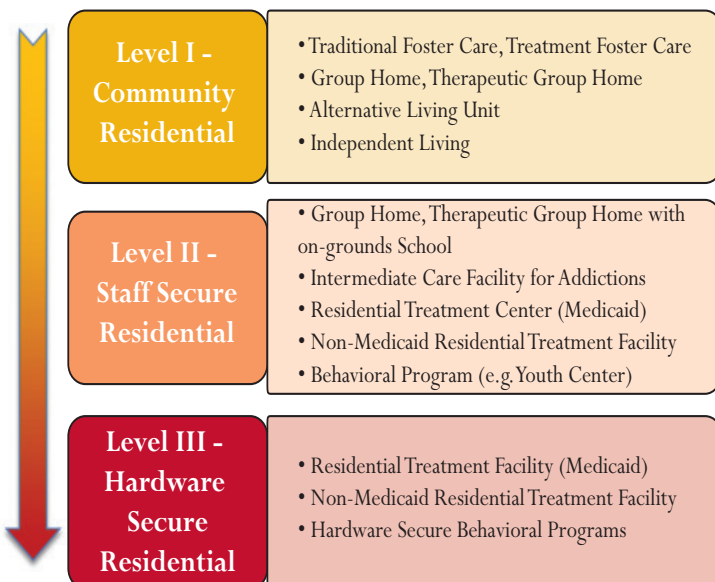 Level I -
Community
Residential
• Traditional Foster Care, Treatment Foster Care
• Group Home, Therapeutic Group Home
• Alternative Living Unit
• Independent Living
Level II -
Staff Secure
Residential
• Group Home, Therapeutic Group Home with
on-grounds School
• Intermediate Care Facility for Addictions
• Residential Treatment Center (Medicaid)
• Non-Medicaid Residential Treatment Facility
• Behavioral Program (e.g. Youth Center)
Level III -
Hardware
Secure
Residential
• Residential Treatment Facility (Medicaid)
• Non-Medicaid Residential Treatment Facility
• Hardware Secure Behavioral Programs